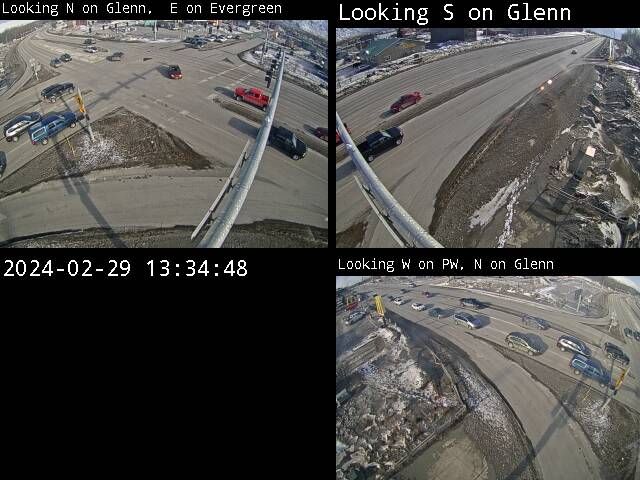 Looking N on Glenn,  E on Evergreen
Looking S on Glenn
2024-02-29 13:34:48
Looking W on PW, N on Glenn